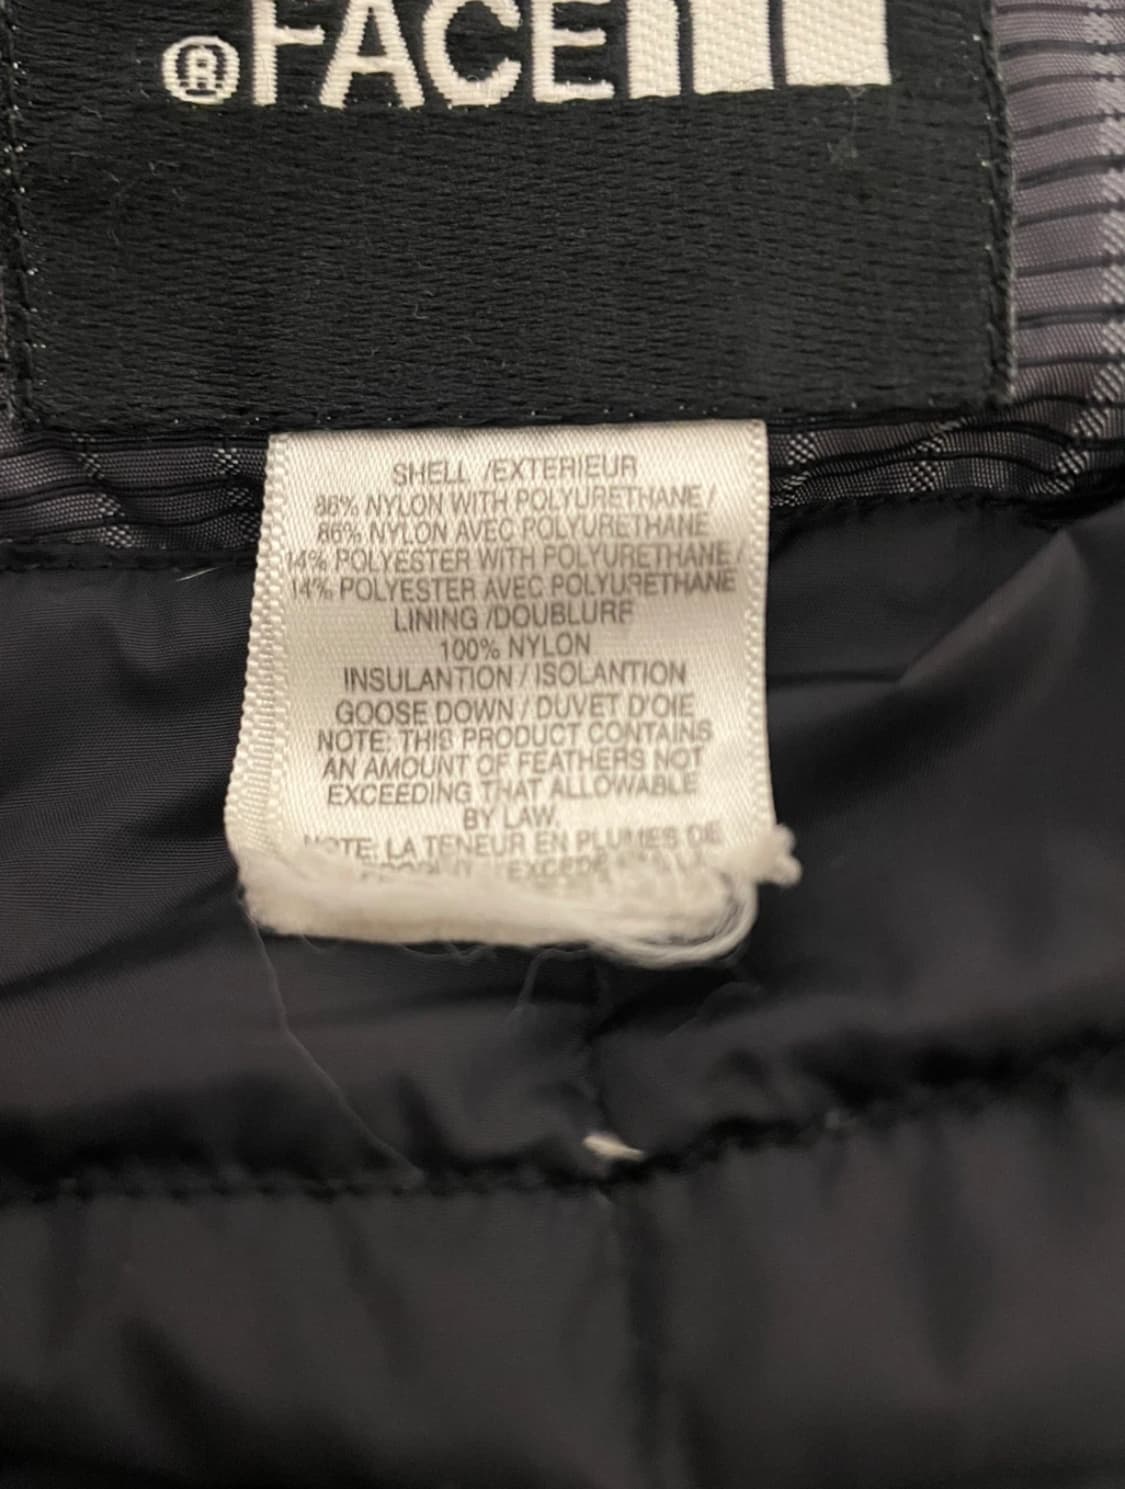 ® FACE
SHELL /EXTERIEUR
86% NYLON WITH POLYURETHANE /
86% NYLON AVEC POLYURETHANE
14% POLYESTER WITH POLYURETHANE /
14% POLYESTER AVEC POLYURETHANE
LINING /DOUBLURE
100% NYLON
INSULANTION / ISOLANTION
GOOSE DOWN / DUVET D'OIE
NOTE: THIS PRODUCT CONTAINS
AN AMOUNT OF FEATHERS NOT
EXCEEDING THAT ALLOWABLE
BY LAW.
NOTE: LA TENEUR EN PLUMES DE